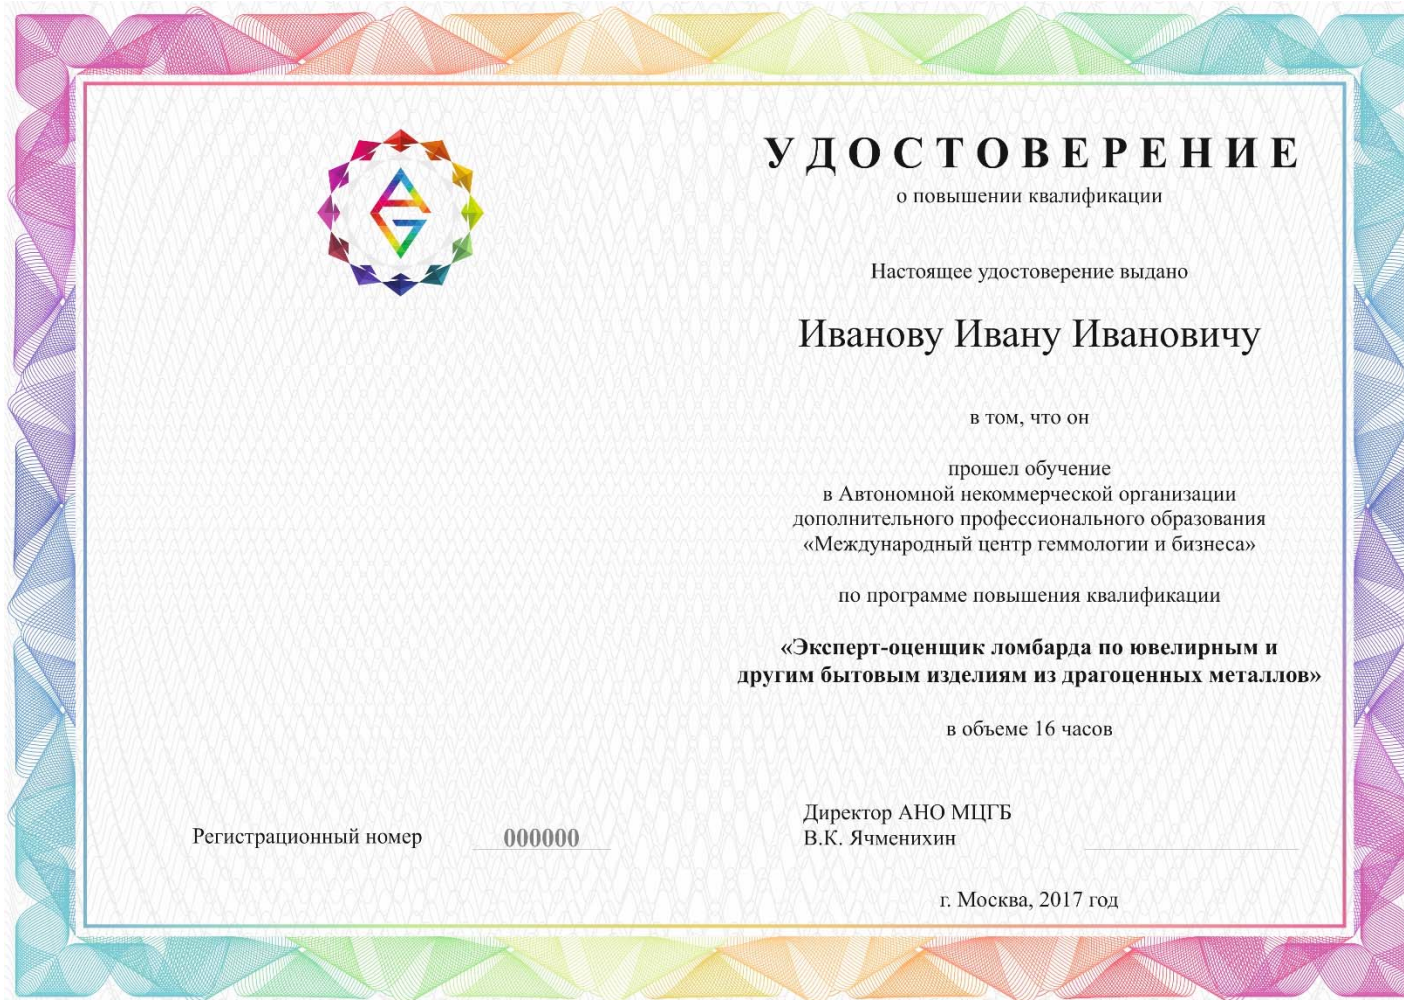 УДОСТОВЕРЕНИЕ
о повышении квалификации
Настоящее удостоверение выдано
Иванову Ивану Ивановичу
в том, что он
прошел обучение
в Автономной некоммерческой организации
дополнительного профессионального образования
«Международный центр геммологии и бизнеса»
по программе повышения квалификации
«Эксперт-оценщик ломбарда по ювелирным и
другим бытовым изделиям из драгоценных металлов»
в объеме 16 часов
Директор АНО МЦГБ
В.К. Ячменихин
Регистрационный номер 000000
г. Москва, 2017 год